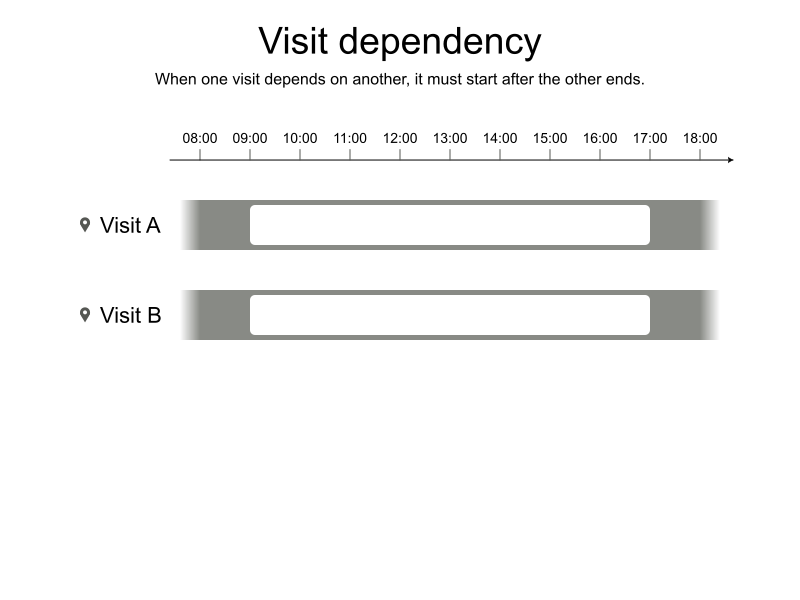 Visit dependency
When one visit depends on another, it must start after the other ends.
08:00 09:00 10:00 11:00 12:00 13:00 14:00 15:00 16:00 17:00 18:00
Visit A
Visit B